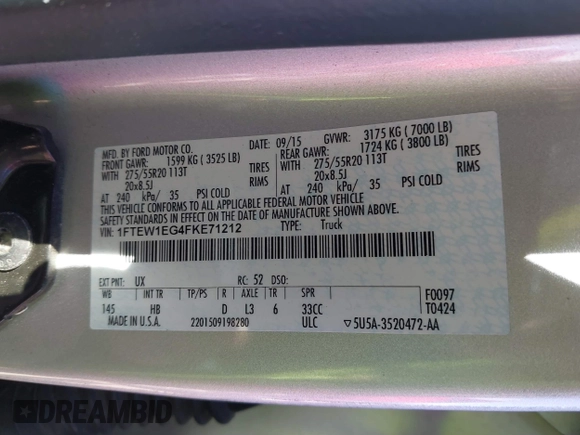 MFD. BY FORD MOTOR CO. DATE: 09/15 GVWR: 3175 KG ( 7000 LB)
FRONT GAWR: 1599 KG ( 3525 LB) REAR GAWR: 1724 KG ( 3800 LB)
WITH 275/55R20 113T TIRES WITH 275/55R20 113T TIRES
20x8.5J RIMS 20x8.5J RIMS
AT 240 kPa/ 35 PSI COLD AT 240 kPa/ 35 PSI COLD
THIS VEHICLE CONFORMS TO ALL APPLICABLE FEDERAL MOTOR VEHICLE
SAFETY STANDARDS IN EFFECT ON THE DATE OF MANUFACTURE SHOWN ABOVE.
VIN: 1FTEW1EG4FKE71212 TYPE: Truck
EXT PNT: UX RC: 52 DSO:
WB INT TR TP/PS R AXLE TR SPR F0097
145 HB D L3 6 33CC T0424
MADE IN U.S.A. 2201509198280 ULC ▽5U5A-3520472-AA
DREAMBID